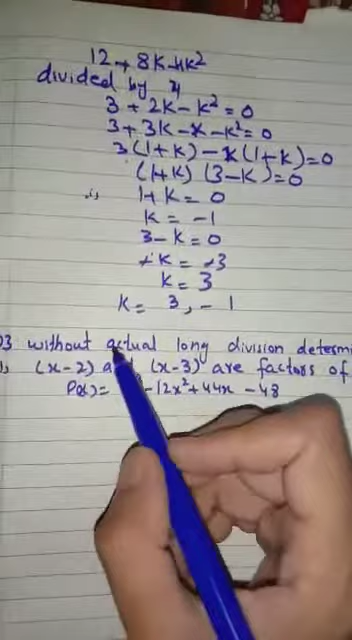 12 + 8K - 4K²
divided by 4
3 + 2K - K² = 0
3 + 3K - K - K² = 0
3(1+K) - K(1+K) = 0
(1+K) (3-K) = 0
∴ 1+K = 0
K = -1
3 - K = 0
-K = -3
K = 3
K = 3, -1
Q3 without actual long division determi
(x-2) and (x-3) are factors of
P(x) = - 12x² + 44x - 48